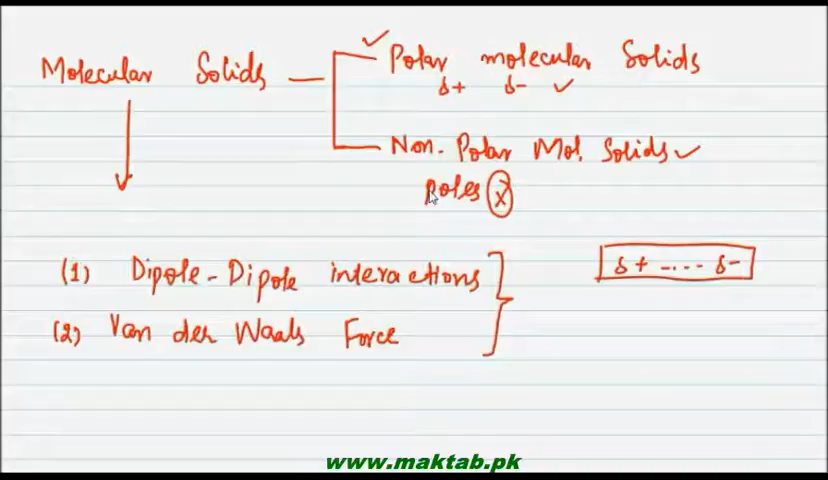 Molecular Solids — Polar molecular Solids
δ+ δ-
Non-Polar Mol. Solids
Poles X
(1) Dipole-Dipole interactions
δ+ ---- δ-
(2) Van der Waals Force
www.maktab.pk